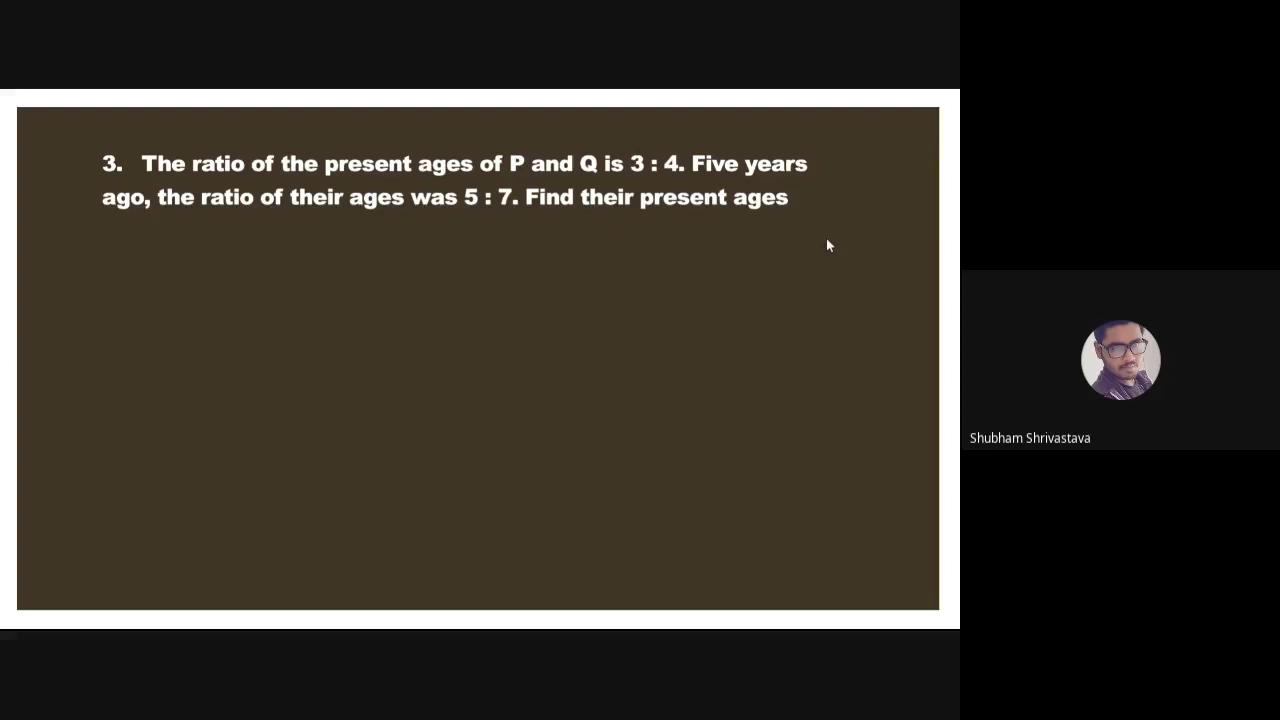 3. The ratio of the present ages of P and Q is 3 : 4. Five years
ago, the ratio of their ages was 5 : 7. Find their present ages
Shubham Shrivastava